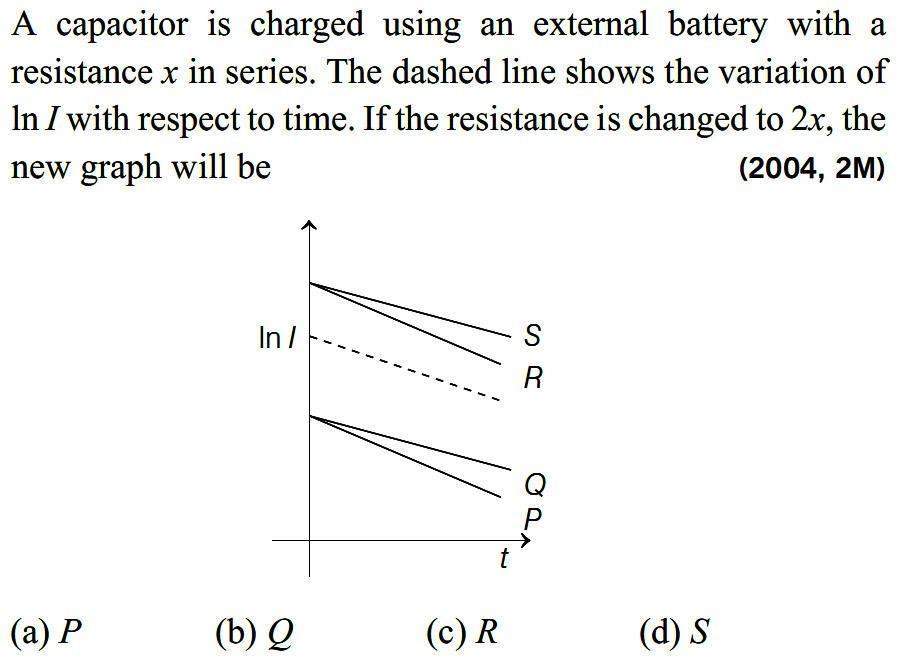 A capacitor is charged using an external battery with a
resistance x in series. The dashed line shows the variation of
ln I with respect to time. If the resistance is changed to 2x, the
new graph will be (2004, 2M)
S
ln I
R
Q
P
t
(a) P (b) Q (c) R (d) S